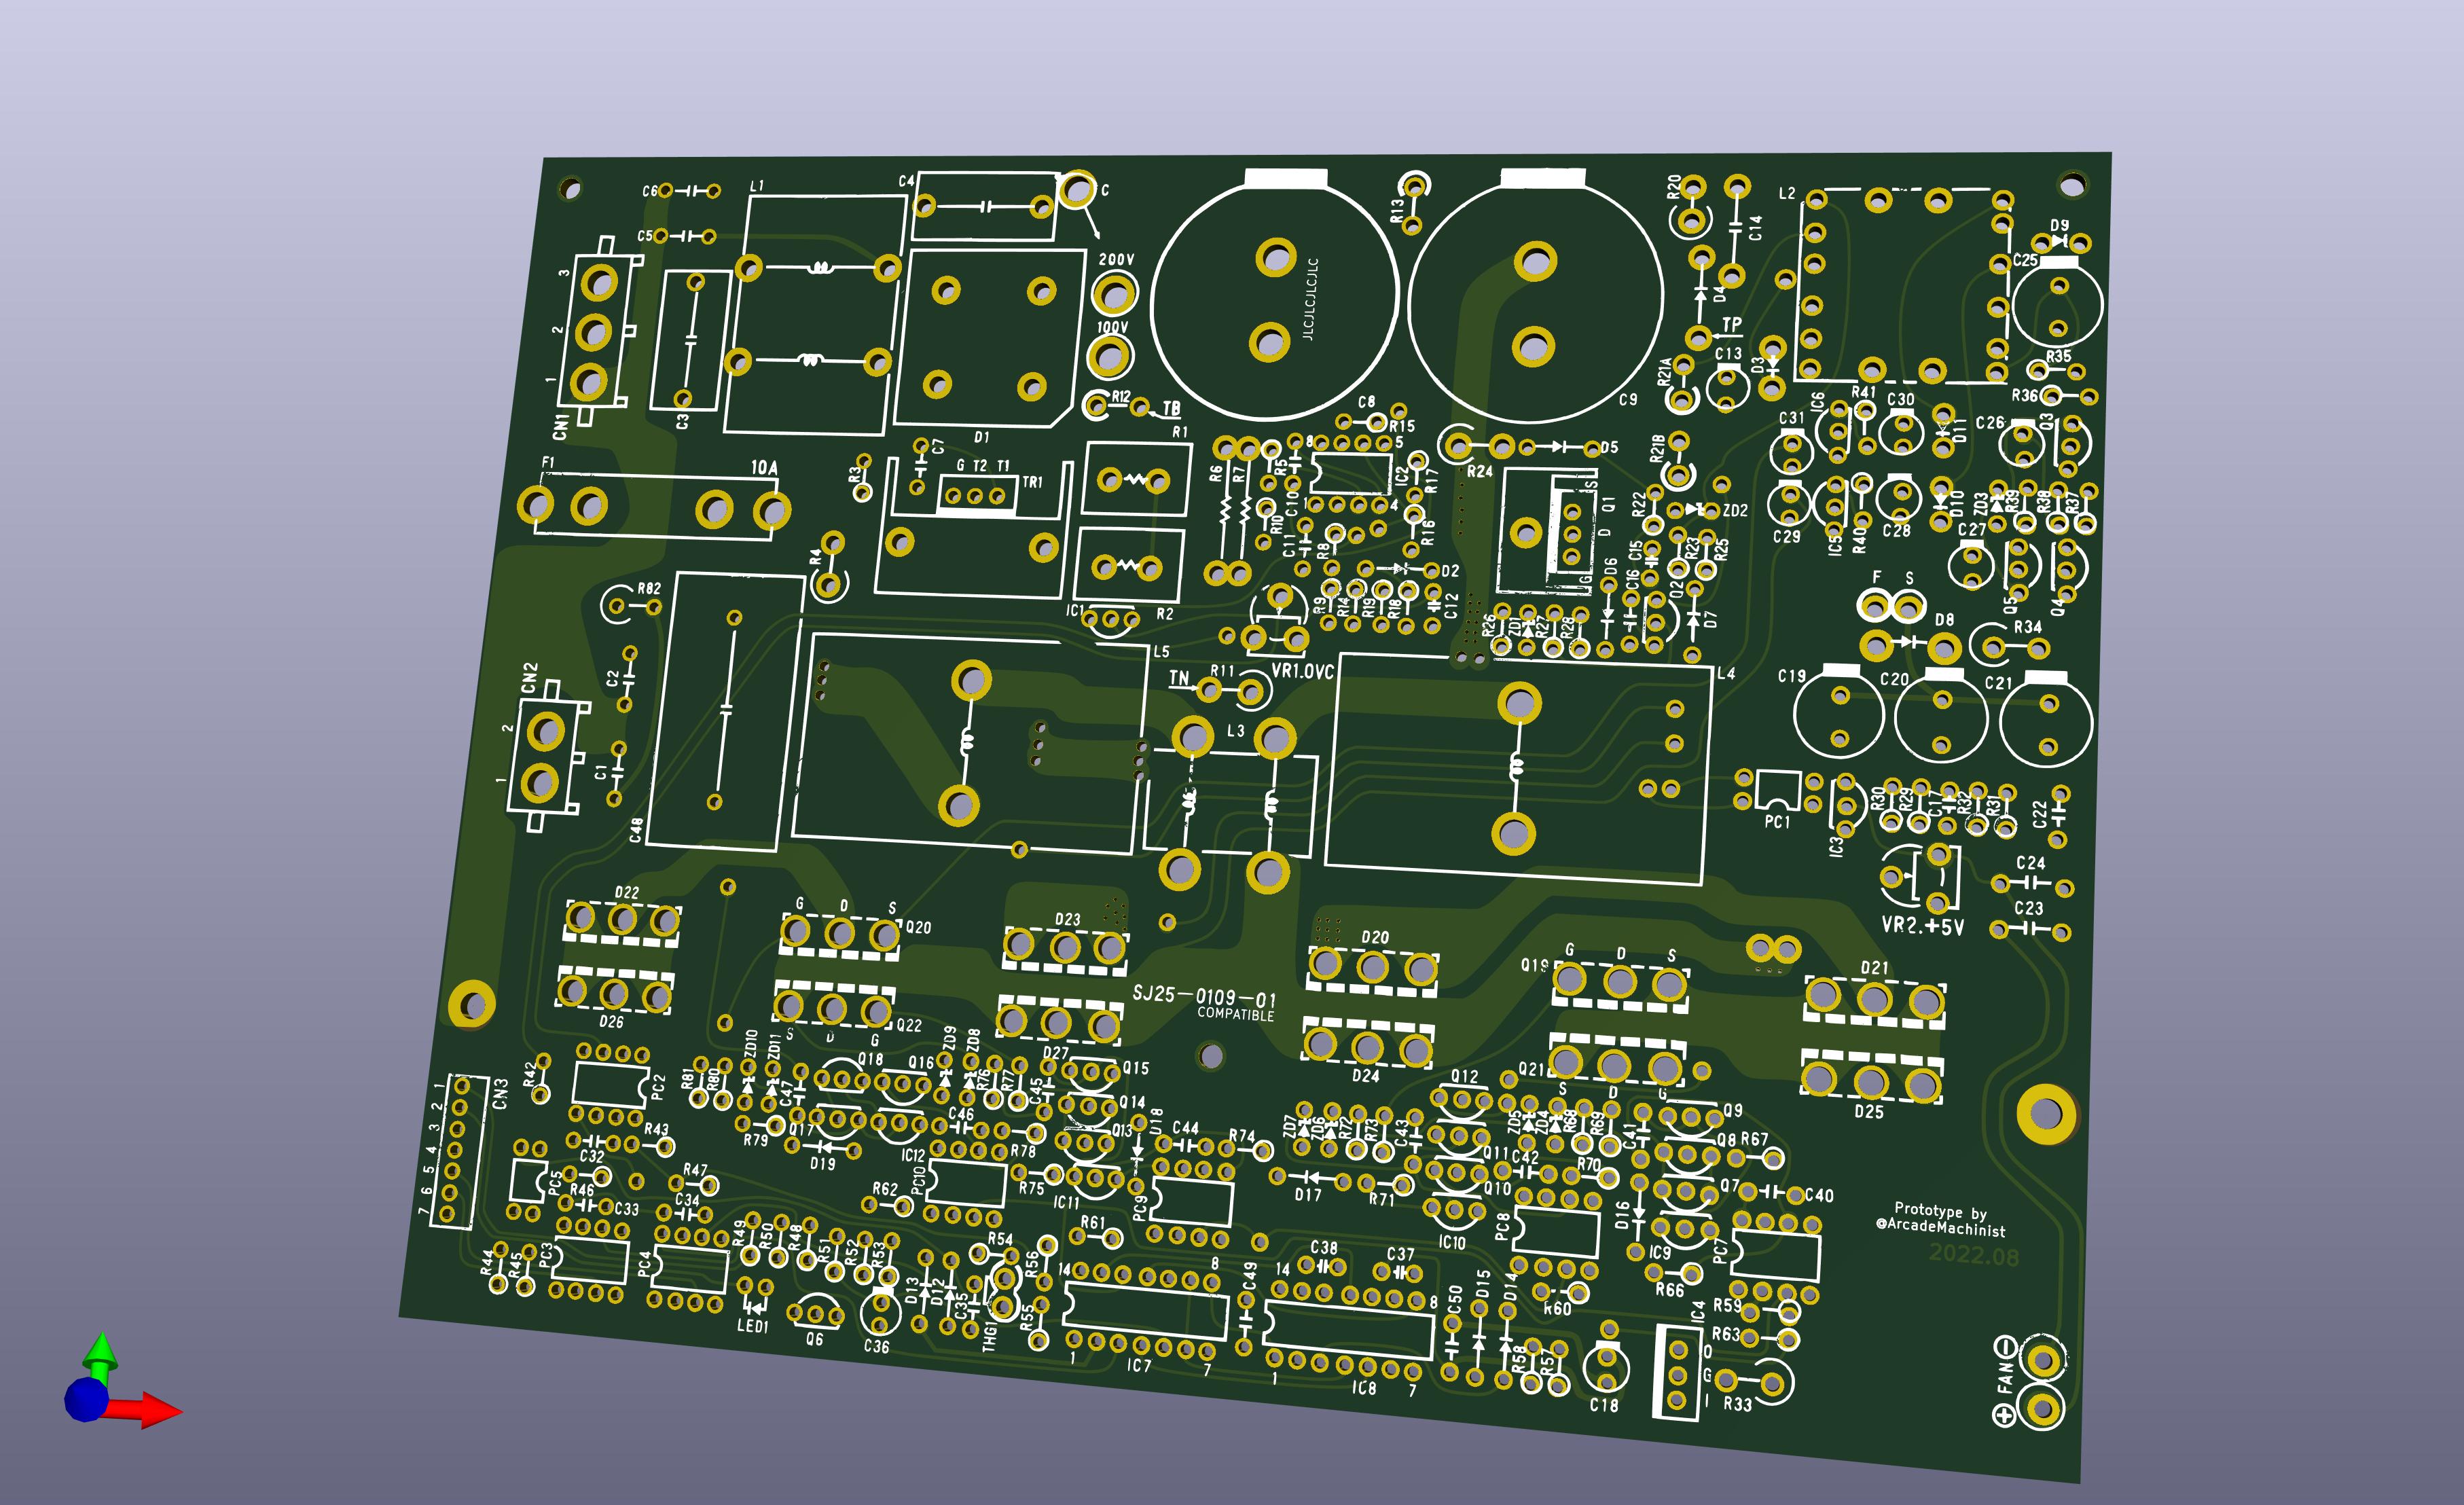 C6
L1
C4
C
R13
R20
C14
L2
D9
C5
C25
3
200V
JLCJLCJLCJLC
D4
2
100V
TP
C13
D3
R35
1
C3
R12
TB
C8
C9
R21A
R36
CN1
D1
R1
R15
IC6
R41
C30
C31
D11
C26
Q3
F1
10A
C7
8
5
D5
R21B
R3
G T2 T1
TR1
R6
R7
R5
IC2
R17
R24
S
Q1
R22
ZD2
C10
1
4
D
D10
ZD3
R39
R38
R37
C29
IC5
R40
C28
C27
R4
R10
C11
R8
R16
G
C15
R23
R25
D2
D6
C16
Q2
F
S
Q5
Q4
R82
IC1
R2
R9
R14
R19
R18
C12
R26
ZD1
R27
R28
D7
D8
R34
CN2
C2
L5
TN
R11
VR1.OVC
L4
C19
C20
C21
2
L3
1
C1
C48
PC1
IC3
R30
R29
C17
R32
R31
C22
C24
VR2.+5V
C23
D22
G
D
S
Q20
D23
D20
Q19
G
D
S
D21
D26
S
D
G
Q22
SJ25-0109-01
COMPATIBLE
D27
D24
Q21
S
D
G
D25
1
CN3
R42
PC2
R81
R80
ZD10
ZD11
C47
Q18
Q16
ZD9
ZD8
R76
R77
C45
Q15
Q12
2
Q14
ZD7
ZD6
R72
R73
C43
ZD5
ZD4
R68
R69
C41
Q9
3
R43
R79
Q17
C46
Q13
D18
C44
R74
Q11
Q8
R67
4
C32
D19
IC12
R78
C42
5
PC5
R46
R47
PC10
R75
D17
R71
Q10
R70
Q7
C40
6
C33
C34
R62
IC11
PC9
PC8
D16
7
R61
IC10
IC9
PC7
Prototype by
@ArcadeMachinist
2022.08
R44
R45
PC3
PC4
R49
R50
R48
R51
R52
R53
R54
R56
14
8
C38
C37
R66
D13
D12
C35
C49
14
8
C50
D15
D14
R60
R59
LED1
Q6
C36
THG1
R55
IC4
R63
1
IC7
7
R58
R57
O
G
I
1
IC8
7
C18
R33
FAN